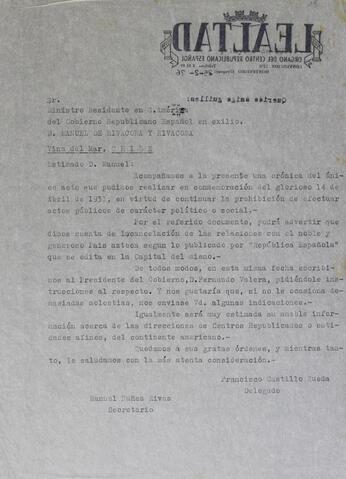 LEALTAD
ORGANO DEL CENTRO REPUBLICANO ESPAÑOL
Sr.
Ministro Residente en C.América
del Gobierno Republicano Español en exilio.
D. MANUEL DE RIVACOBA Y RIVACOBA
Vina del Mar, C H I L E
Estimado D. Manuel:
Acompañamos a la presente una crónica del úni-
co acto que pudimos realizar en conmemoración del glorioso 14 de
Abril de 1931, en virtud de continuar la prohibición de efectuar
actos públicos de carácter político o social.-
Por el referido documento, podrá advertir que
dimos cuenta de la cancelación de las relaciones con el noble y
generoso País azteca según lo publicado por "República Española"
que se edita en la Capital del mismo.-
De todos modos, en esta misma fecha escribimos
al Presidente del Gobierno, D.Fernando Valera, pidiéndole ins-
trucciones al respecto. Y nos gustaría que, si no le ocasiona de-
masiadas molestias, nos enviase Vd. algunas indicaciones.-
Igualmente será muy estimada su amable infor-
mación acerca de las direcciones de Centros Republicanos o enti-
dades afines, del continente americano.-
Quedamos a sus gratas órdenes, y mientras tan-
to, le saludamos con la más atenta consideración.-
Francisco Castillo Rueda
Delegado
Manuel Núñez Rivas
Secretario